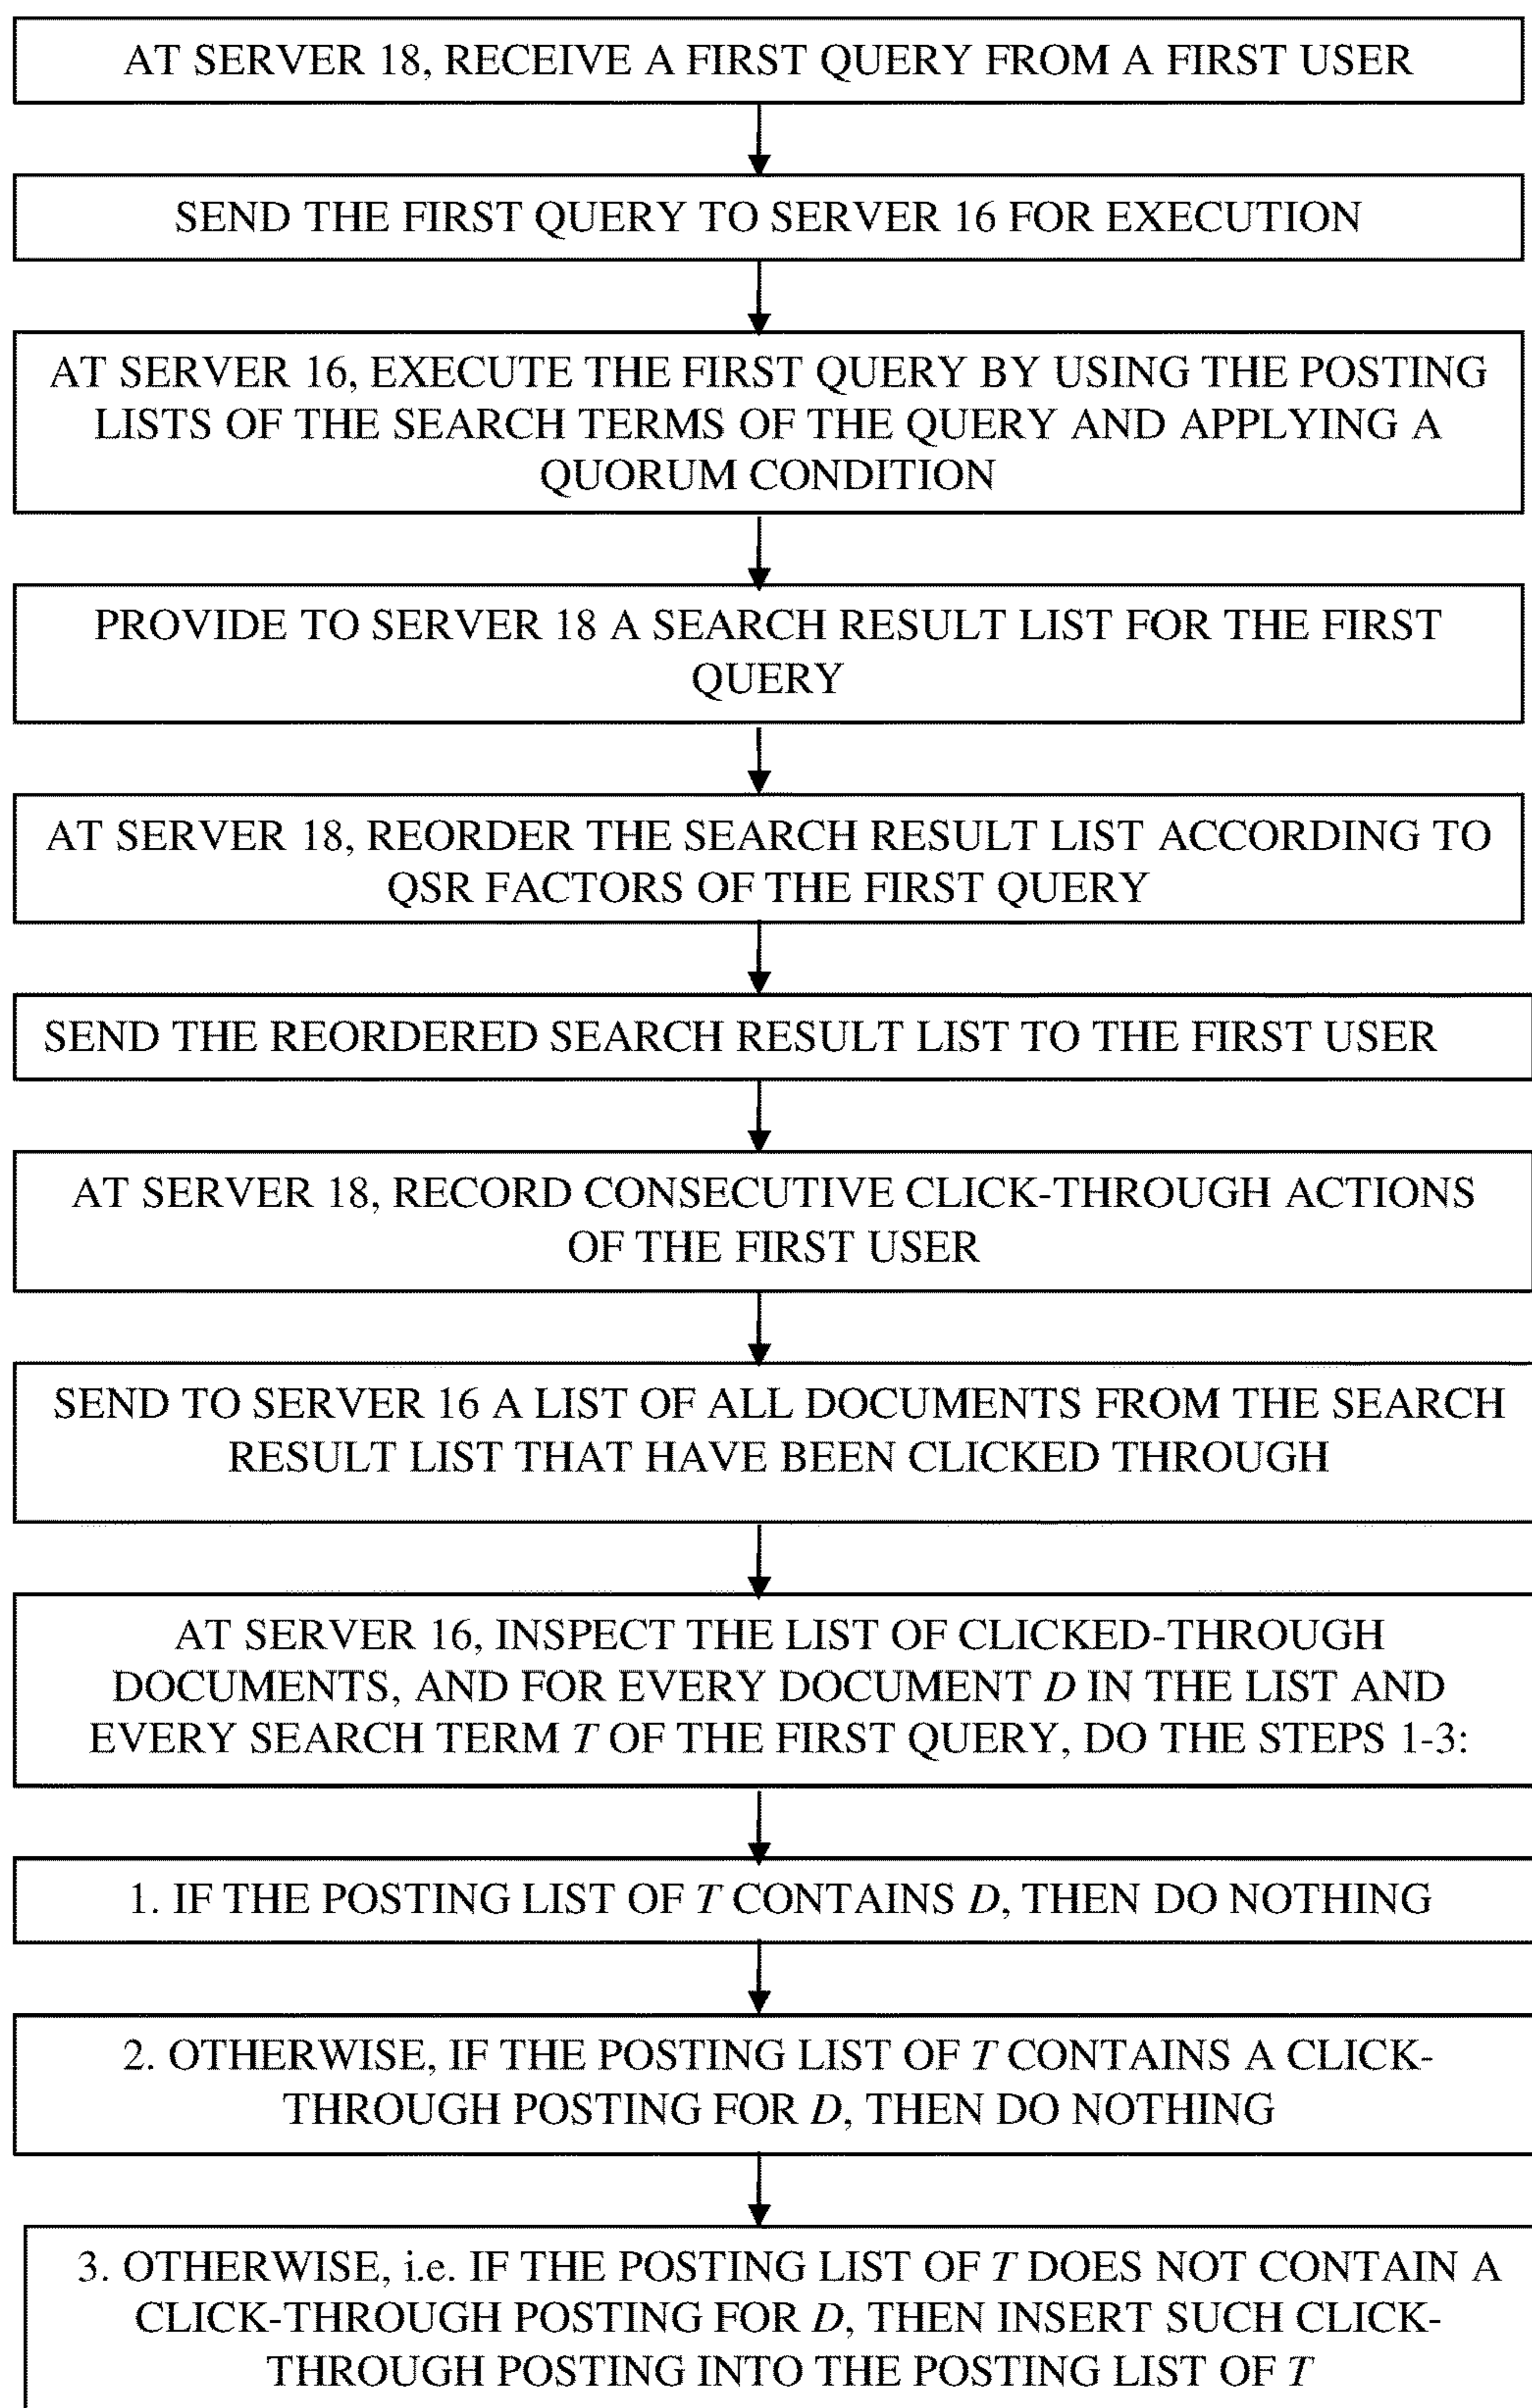 AT SERVER 18, RECEIVE A FIRST QUERY FROM A FIRST USER
SEND THE FIRST QUERY TO SERVER 16 FOR EXECUTION
AT SERVER 16, EXECUTE THE FIRST QUERY BY USING THE POSTING
LISTS OF THE SEARCH TERMS OF THE QUERY AND APPLYING A
QUORUM CONDITION
PROVIDE TO SERVER 18 A SEARCH RESULT LIST FOR THE FIRST
QUERY
AT SERVER 18, REORDER THE SEARCH RESULT LIST ACCORDING TO
QSR FACTORS OF THE FIRST QUERY
SEND THE REORDERED SEARCH RESULT LIST TO THE FIRST USER
AT SERVER 18, RECORD CONSECUTIVE CLICK-THROUGH ACTIONS
OF THE FIRST USER
SEND TO SERVER 16 A LIST OF ALL DOCUMENTS FROM THE SEARCH
RESULT LIST THAT HAVE BEEN CLICKED THROUGH
AT SERVER 16, INSPECT THE LIST OF CLICKED-THROUGH
DOCUMENTS, AND FOR EVERY DOCUMENT D IN THE LIST AND
EVERY SEARCH TERM T OF THE FIRST QUERY, DO THE STEPS 1-3:
1. IF THE POSTING LIST OF T CONTAINS D, THEN DO NOTHING
2. OTHERWISE, IF THE POSTING LIST OF T CONTAINS A CLICK-
THROUGH POSTING FOR D, THEN DO NOTHING
3. OTHERWISE, i.e. IF THE POSTING LIST OF T DOES NOT CONTAIN A
CLICK-THROUGH POSTING FOR D, THEN INSERT SUCH CLICK-
THROUGH POSTING INTO THE POSTING LIST OF T